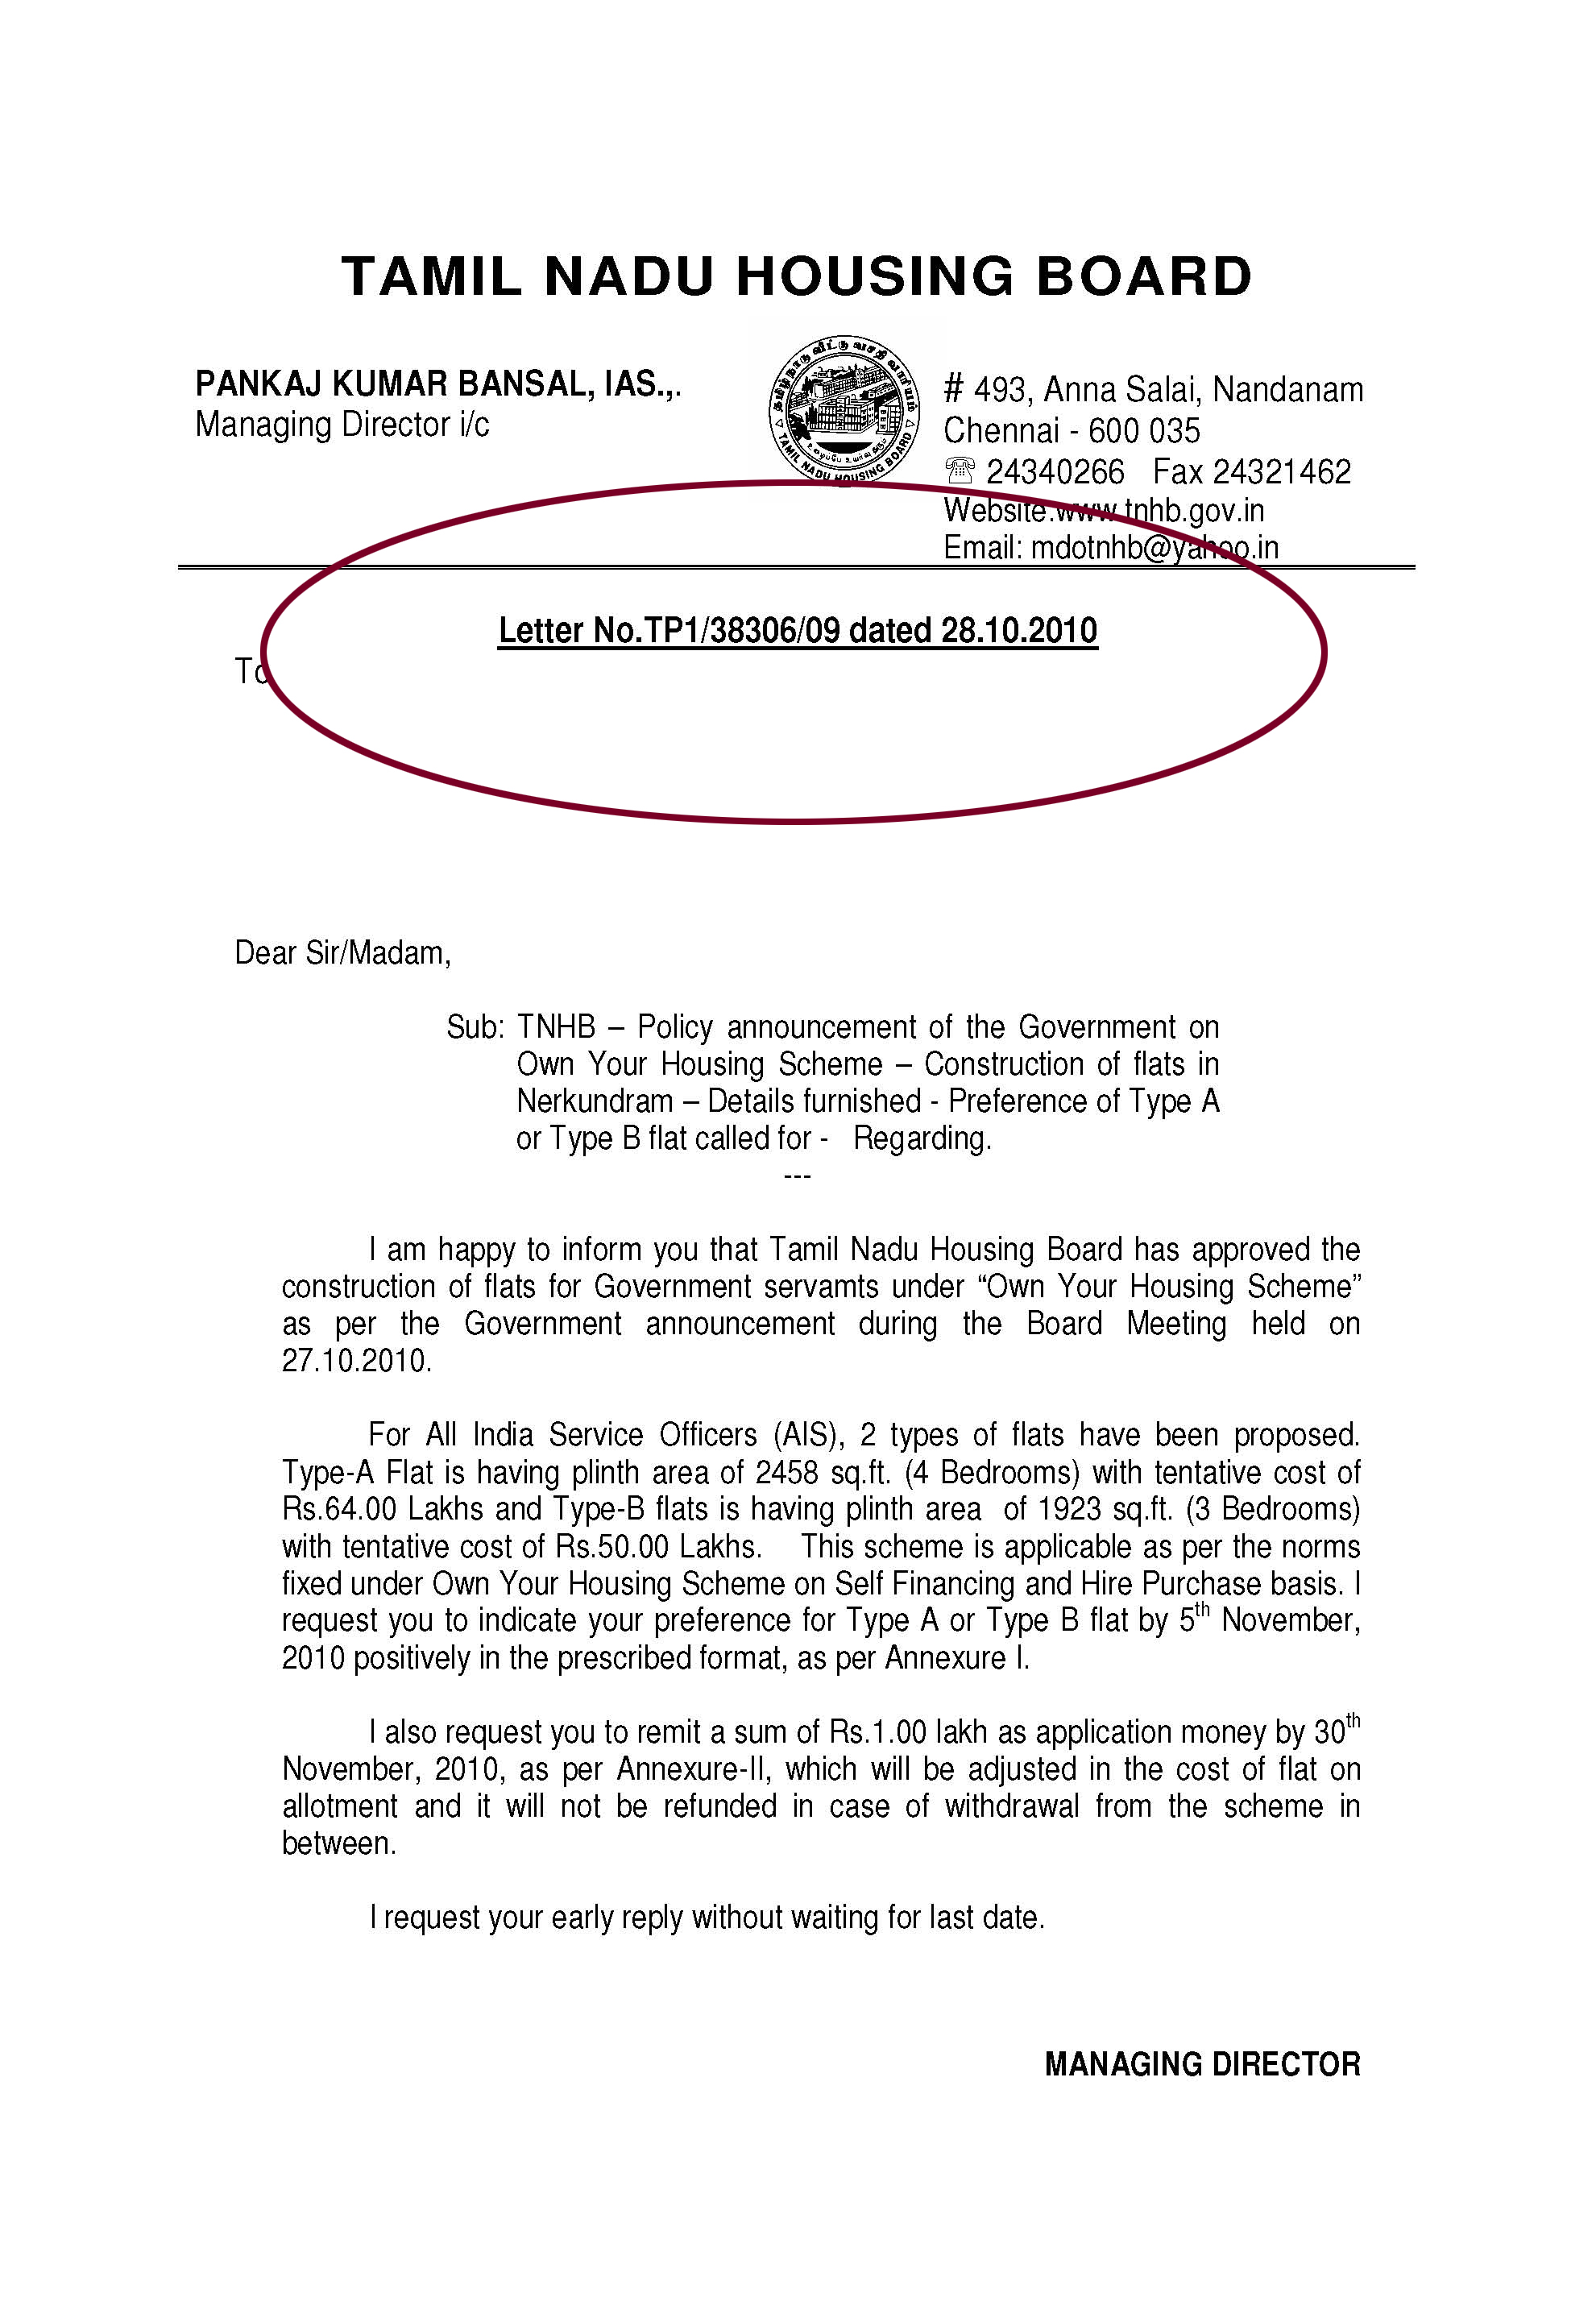 TAMIL NADU HOUSING BOARD
PANKAJ KUMAR BANSAL, IAS.,.
Managing Director i/c
தமிழ்நாடு வீட்டு வசதி வாரியம்
TAMIL NADU HOUSING BOARD
# 493, Anna Salai, Nandanam
Chennai - 600 035
☏ 24340266 Fax 24321462
Website.www.tnhb.gov.in
Email: mdotnhb@yahoo.in
Letter No.TP1/38306/09 dated 28.10.2010
To
Dear Sir/Madam,
Sub: TNHB – Policy announcement of the Government on
Own Your Housing Scheme – Construction of flats in
Nerkundram – Details furnished - Preference of Type A
or Type B flat called for - Regarding.
---
I am happy to inform you that Tamil Nadu Housing Board has approved the
construction of flats for Government servamts under “Own Your Housing Scheme”
as per the Government announcement during the Board Meeting held on
27.10.2010.
For All India Service Officers (AIS), 2 types of flats have been proposed.
Type-A Flat is having plinth area of 2458 sq.ft. (4 Bedrooms) with tentative cost of
Rs.64.00 Lakhs and Type-B flats is having plinth area of 1923 sq.ft. (3 Bedrooms)
with tentative cost of Rs.50.00 Lakhs. This scheme is applicable as per the norms
fixed under Own Your Housing Scheme on Self Financing and Hire Purchase basis. I
request you to indicate your preference for Type A or Type B flat by 5th November,
2010 positively in the prescribed format, as per Annexure I.
I also request you to remit a sum of Rs.1.00 lakh as application money by 30th
November, 2010, as per Annexure-II, which will be adjusted in the cost of flat on
allotment and it will not be refunded in case of withdrawal from the scheme in
between.
I request your early reply without waiting for last date.
MANAGING DIRECTOR